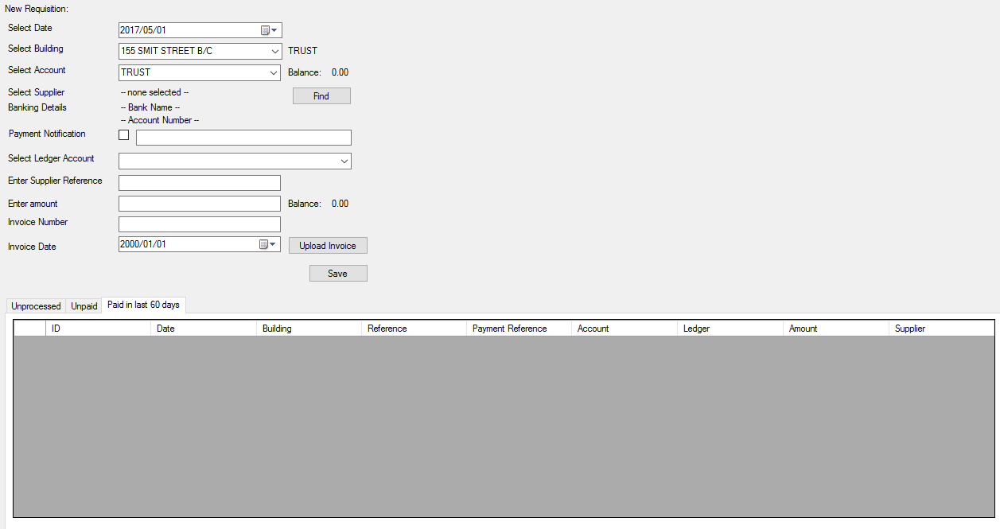 New Requisition:
Select Date 2017/05/01
Select Building 155 SMIT STREET B/C TRUST
Select Account TRUST Balance: 0.00
Select Supplier -- none selected -- Find
Banking Details -- Bank Name --
-- Account Number --
Payment Notification
Select Ledger Account
Enter Supplier Reference
Enter amount Balance: 0.00
Invoice Number
Invoice Date 2000/01/01 Upload Invoice
Save
Unprocessed Unpaid Paid in last 60 days
ID Date Building Reference Payment Reference Account Ledger Amount Supplier